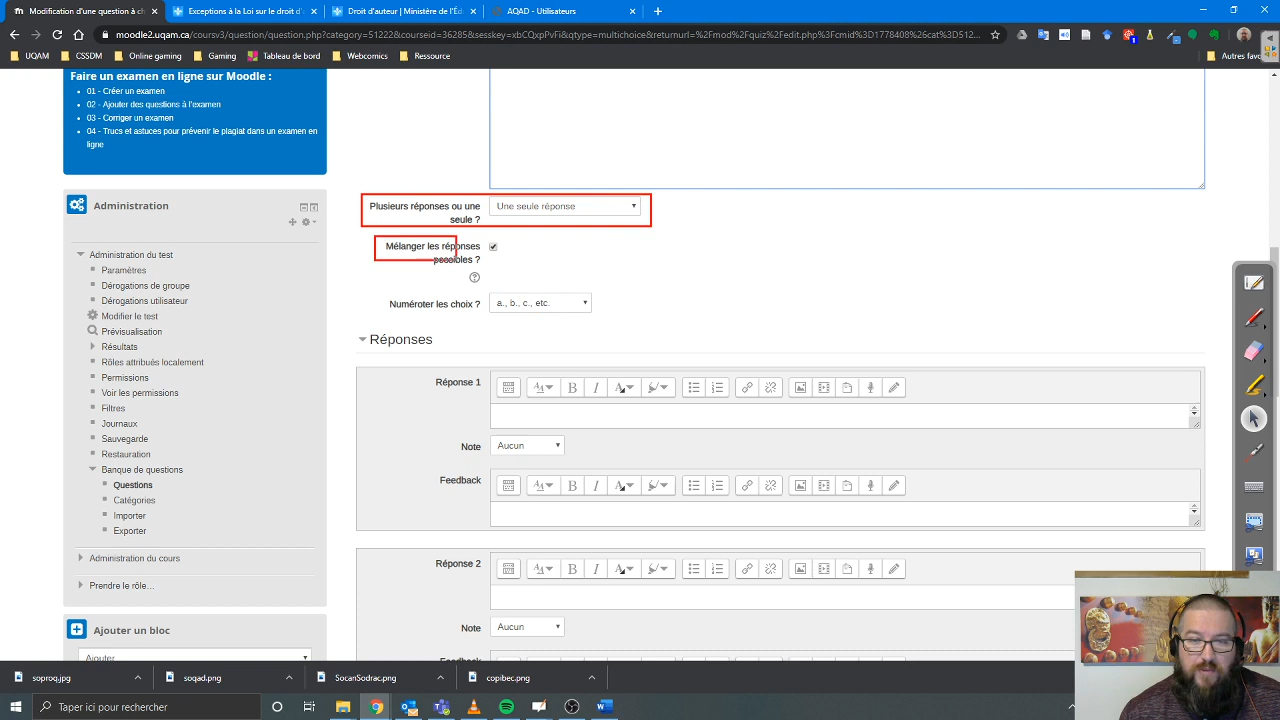 Modification d'une question à ch
Exceptions à la Loi sur le droit d'
Droit d'auteur | Ministère de l'Éd
AQAD - Utilisateurs
moodle2.uqam.ca/coursv3/question/question.php?category=51222&courseid=36285&sesskey=xbCQxpPvFi&qtype=multichoice&returnurl=%2Fmod%2Fquiz%2Fedit.php%3Fcmid%3D1778408%26cat%3D512...
UQAM
CSSDM
Online gaming
Gaming
Tableau de bord
Webcomics
Ressource
Autres favo
Faire un examen en ligne sur Moodle :
01 - Créer un examen
02 - Ajouter des questions à l'examen
03 - Corriger un examen
04 - Trucs et astuces pour prévenir le plagiat dans un examen en
ligne
Administration
Administration du test
Paramètres
Dérogations de groupe
Dérogations utilisateur
Modifier le test
Prévisualisation
Résultats
Rôles attribués localement
Permissions
Voir les permissions
Filtres
Journaux
Sauvegarde
Restauration
Banque de questions
Questions
Catégories
Importer
Exporter
Administration du cours
Prendre le rôle...
Ajouter un bloc
Ajouter...
Plusieurs réponses ou une
seule ?
Une seule réponse
Mélanger les réponses
possibles ?
Numéroter les choix ?
a., b., c., etc.
Réponses
Réponse 1
Note
Aucun
Feedback
Réponse 2
Note
Aucun
Feedback
soproq.jpg
soqad.png
SocanSodrac.png
copibec.png
Taper ici pour rechercher